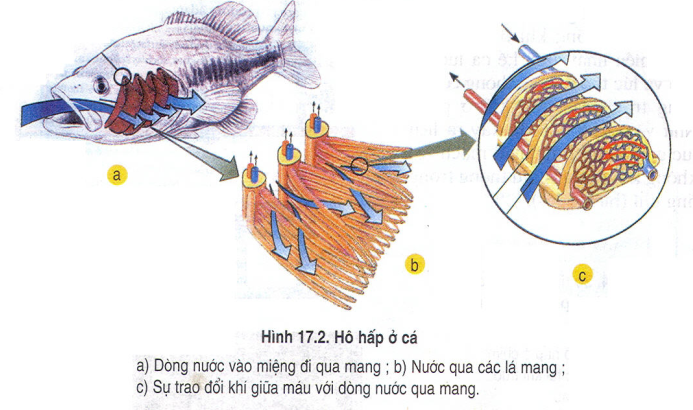 a
b
c
Hình 17.2. Hô hấp ở cá
a) Dòng nước vào miệng đi qua mang ; b) Nước qua các lá mang ;
c) Sự trao đổi khí giữa máu với dòng nước qua mang.